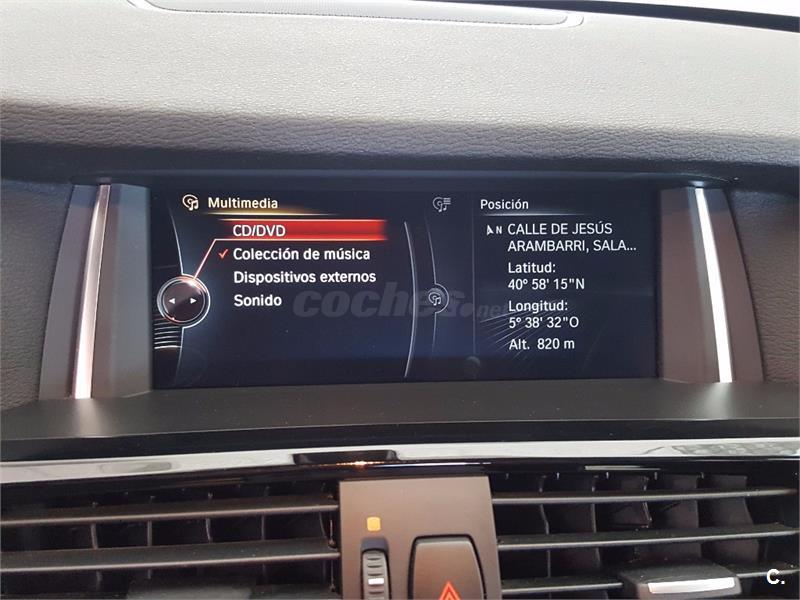 Multimedia
CD/DVD
Colección de música
Dispositivos externos
Sonido
Posición
N CALLE DE JESÚS
ARAMBARRI, SALA...
Latitud:
40° 58' 15"N
Longitud:
5° 38' 32"O
Alt. 820 m
coches.net
C.